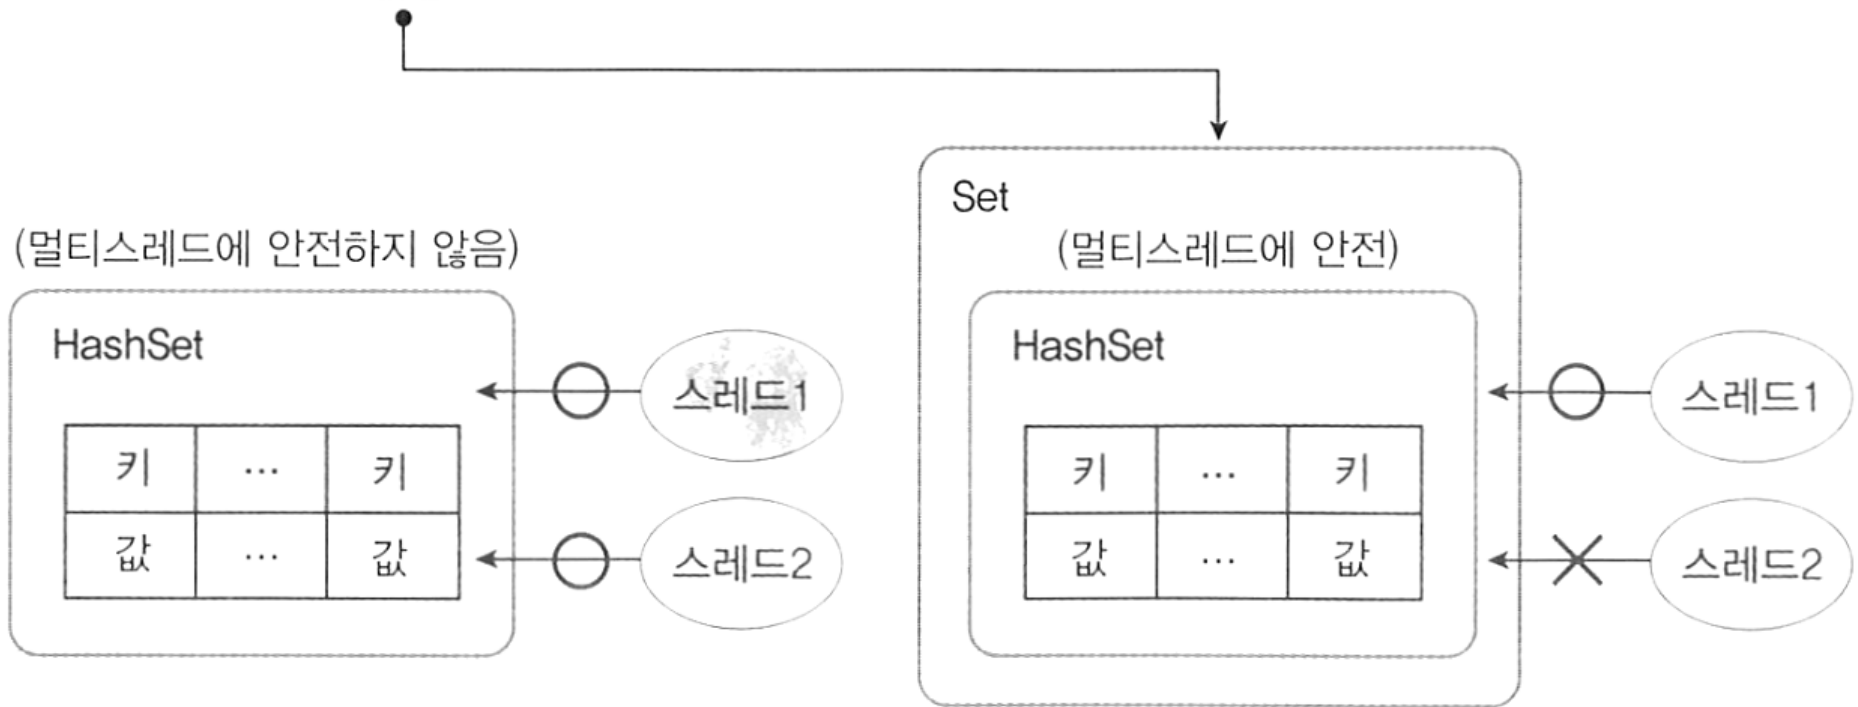 Set
(멀티스레드에 안전하지 않음)
(멀티스레드에 안전)
HashSet
스레드1
키 … 키
값 … 값
스레드2
HashSet
스레드1
키 … 키
값 … 값
스레드2